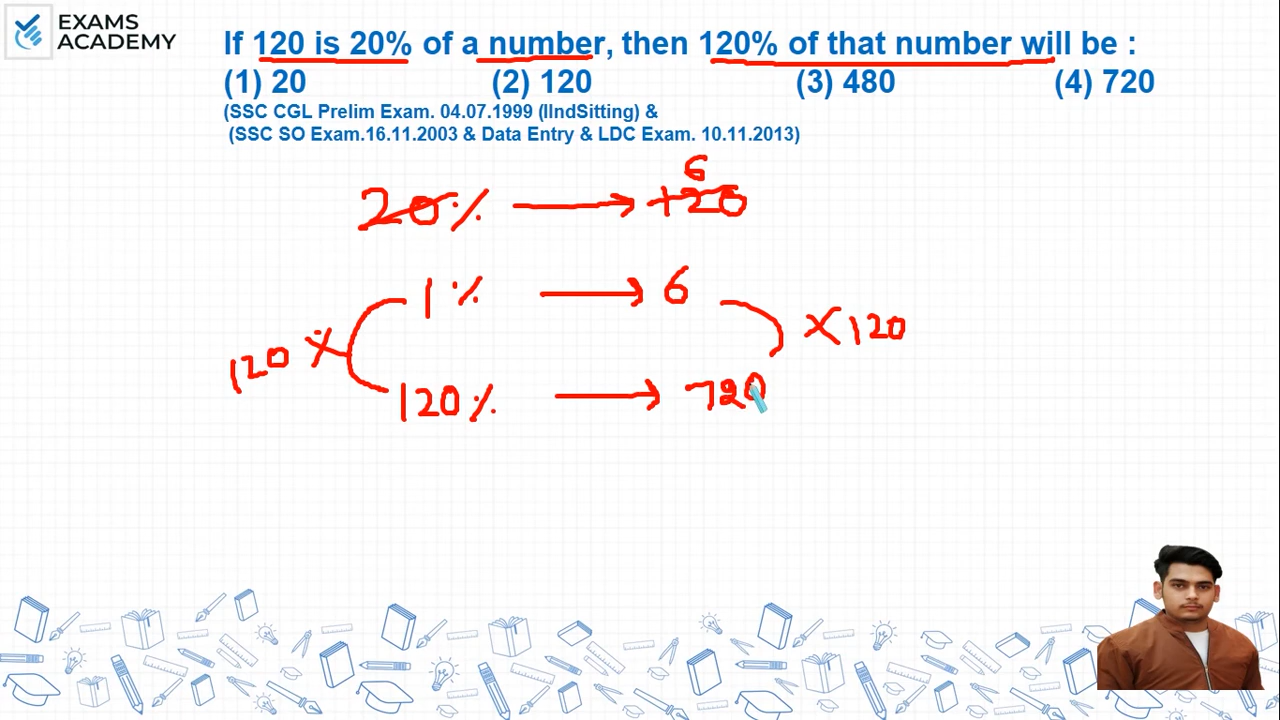 EXAMS
ACADEMY
If 120 is 20% of a number, then 120% of that number will be :
(1) 20 (2) 120 (3) 480 (4) 720
(SSC CGL Prelim Exam. 04.07.1999 (IIndSitting) &
(SSC SO Exam.16.11.2003 & Data Entry & LDC Exam. 10.11.2013)
6
20% → 120
1% → 6
120 × × 120
120% → 720